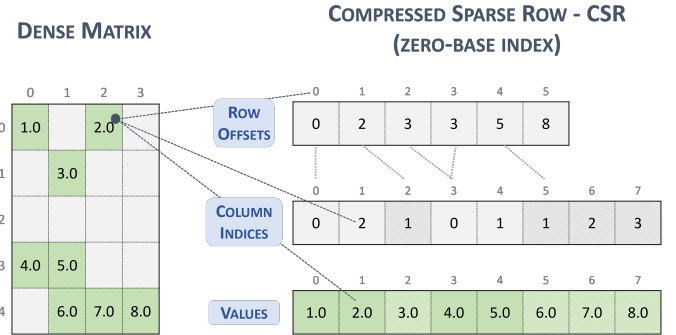 DENSE MATRIX
COMPRESSED SPARSE ROW - CSR
(ZERO-BASE INDEX)
0 1 2 3
0 1.0 2.0
1 3.0
2
3 4.0 5.0
4 6.0 7.0 8.0
ROW
OFFSETS
0 1 2 3 4 5
0 2 3 3 5 8
COLUMN
INDICES
0 1 2 3 4 5 6 7
0 2 1 0 1 1 2 3
VALUES
0 1 2 3 4 5 6 7
1.0 2.0 3.0 4.0 5.0 6.0 7.0 8.0